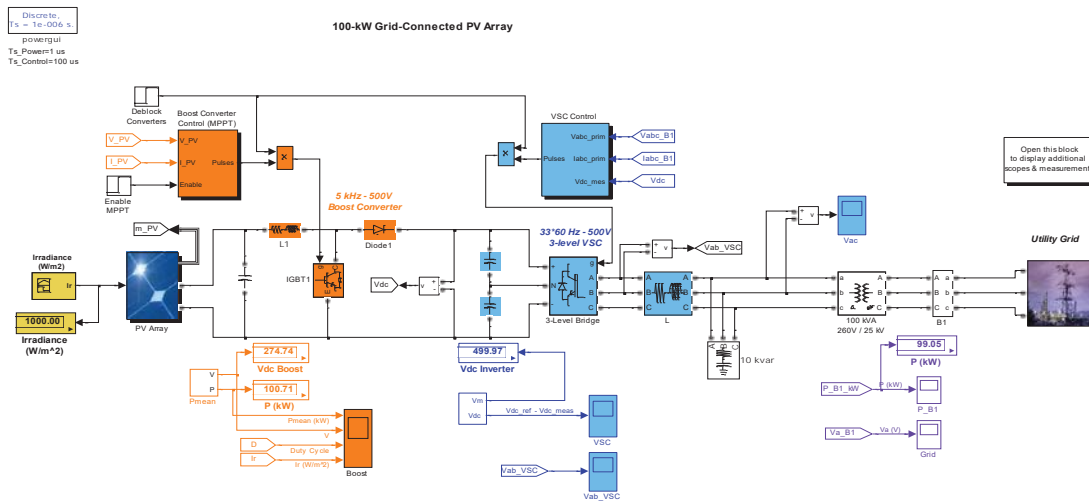 Discrete,
Ts = 1e-006 s.
powergui
Ts_Power=1 us
Ts_Control=100 us
100-kW Grid-Connected PV Array
Deblock
Converters
Boost Converter
Control (MPPT)
V_PV
I_PV
V_PV
I_PV
Pulses
Enable
Enable
MPPT
×
m_PV
5 kHz - 500V
Boost Converter
L1
Diode1
IGBT1
g
C
E
Irradiance
(W/m2)
Ir
1000.00
Irradiance
(W/m^2)
PV Array
Vdc
v
+
-
VSC Control
Vabc_prim
Iabc_prim
Vdc_mes
Pulses
Vabc_B1
Iabc_B1
Vdc
×
33*60 Hz - 500V
3-level VSC
g
+
N
-
A
B
C
3-Level Bridge
+
-
v
Vab_VSC
A
B
C
A
B
C
L
A
B
C
10 kvar
+
-
v
Vac
a
b
c
A
B
C
100 kVA
260V / 25 kV
A
B
C
a
b
c
B1
Open this block
to display additional
scopes & measurement
Utility Grid
274.74
Vdc Boost
100.71
P (kW)
V
P
Pmean
Pmean (kW)
V
D
Duty Cycle
Ir
Ir (W/m^2)
Boost
499.97
Vdc Inverter
Vm
Vdc
Vdc_ref - Vdc_meas
VSC
Vab_VSC
Vab_VSC
99.05
P (kW)
P_B1_kW
P (kW)
P_B1
Va_B1
Va (V)
Grid